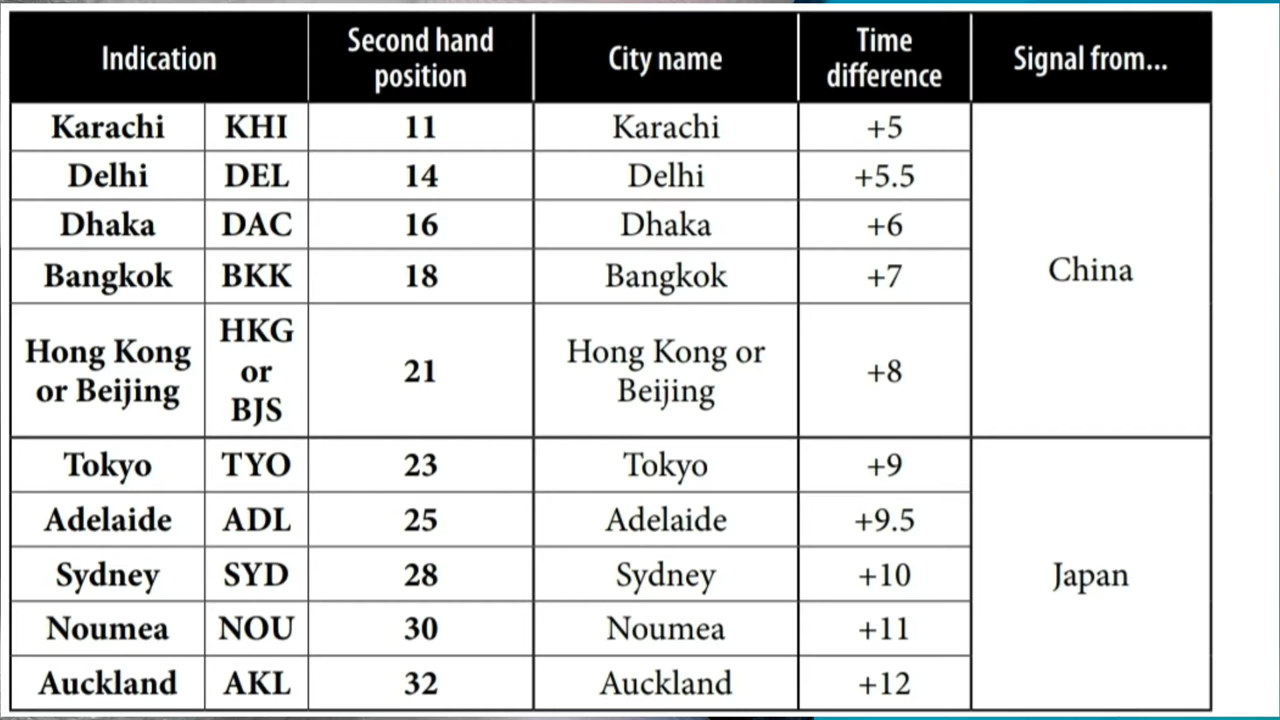 Indication Second hand position City name Time difference Signal from...
Karachi KHI 11 Karachi +5
Delhi DEL 14 Delhi +5.5
Dhaka DAC 16 Dhaka +6
Bangkok BKK 18 Bangkok +7
Hong Kong or Beijing HKG or BJS 21 Hong Kong or Beijing +8
China
Tokyo TYO 23 Tokyo +9
Adelaide ADL 25 Adelaide +9.5
Sydney SYD 28 Sydney +10
Noumea NOU 30 Noumea +11
Auckland AKL 32 Auckland +12
Japan